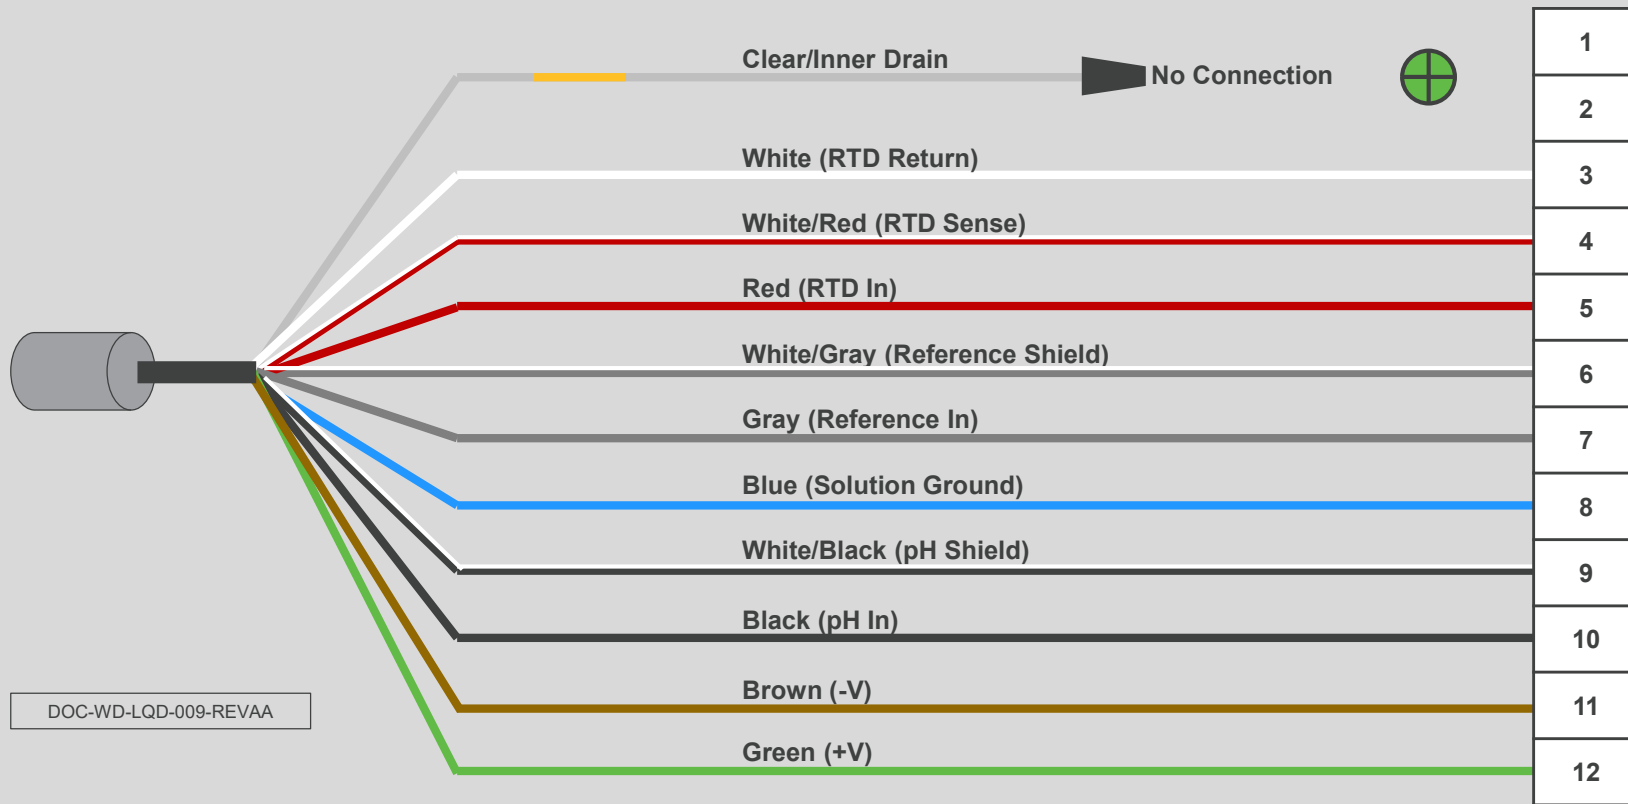 Clear/Inner Drain
No Connection
1
2
White (RTD Return)
3
White/Red (RTD Sense)
4
Red (RTD In)
5
White/Gray (Reference Shield)
6
Gray (Reference In)
7
Blue (Solution Ground)
8
White/Black (pH Shield)
9
Black (pH In)
10
Brown (-V)
11
DOC-WD-LQD-009-REVAA
Green (+V)
12